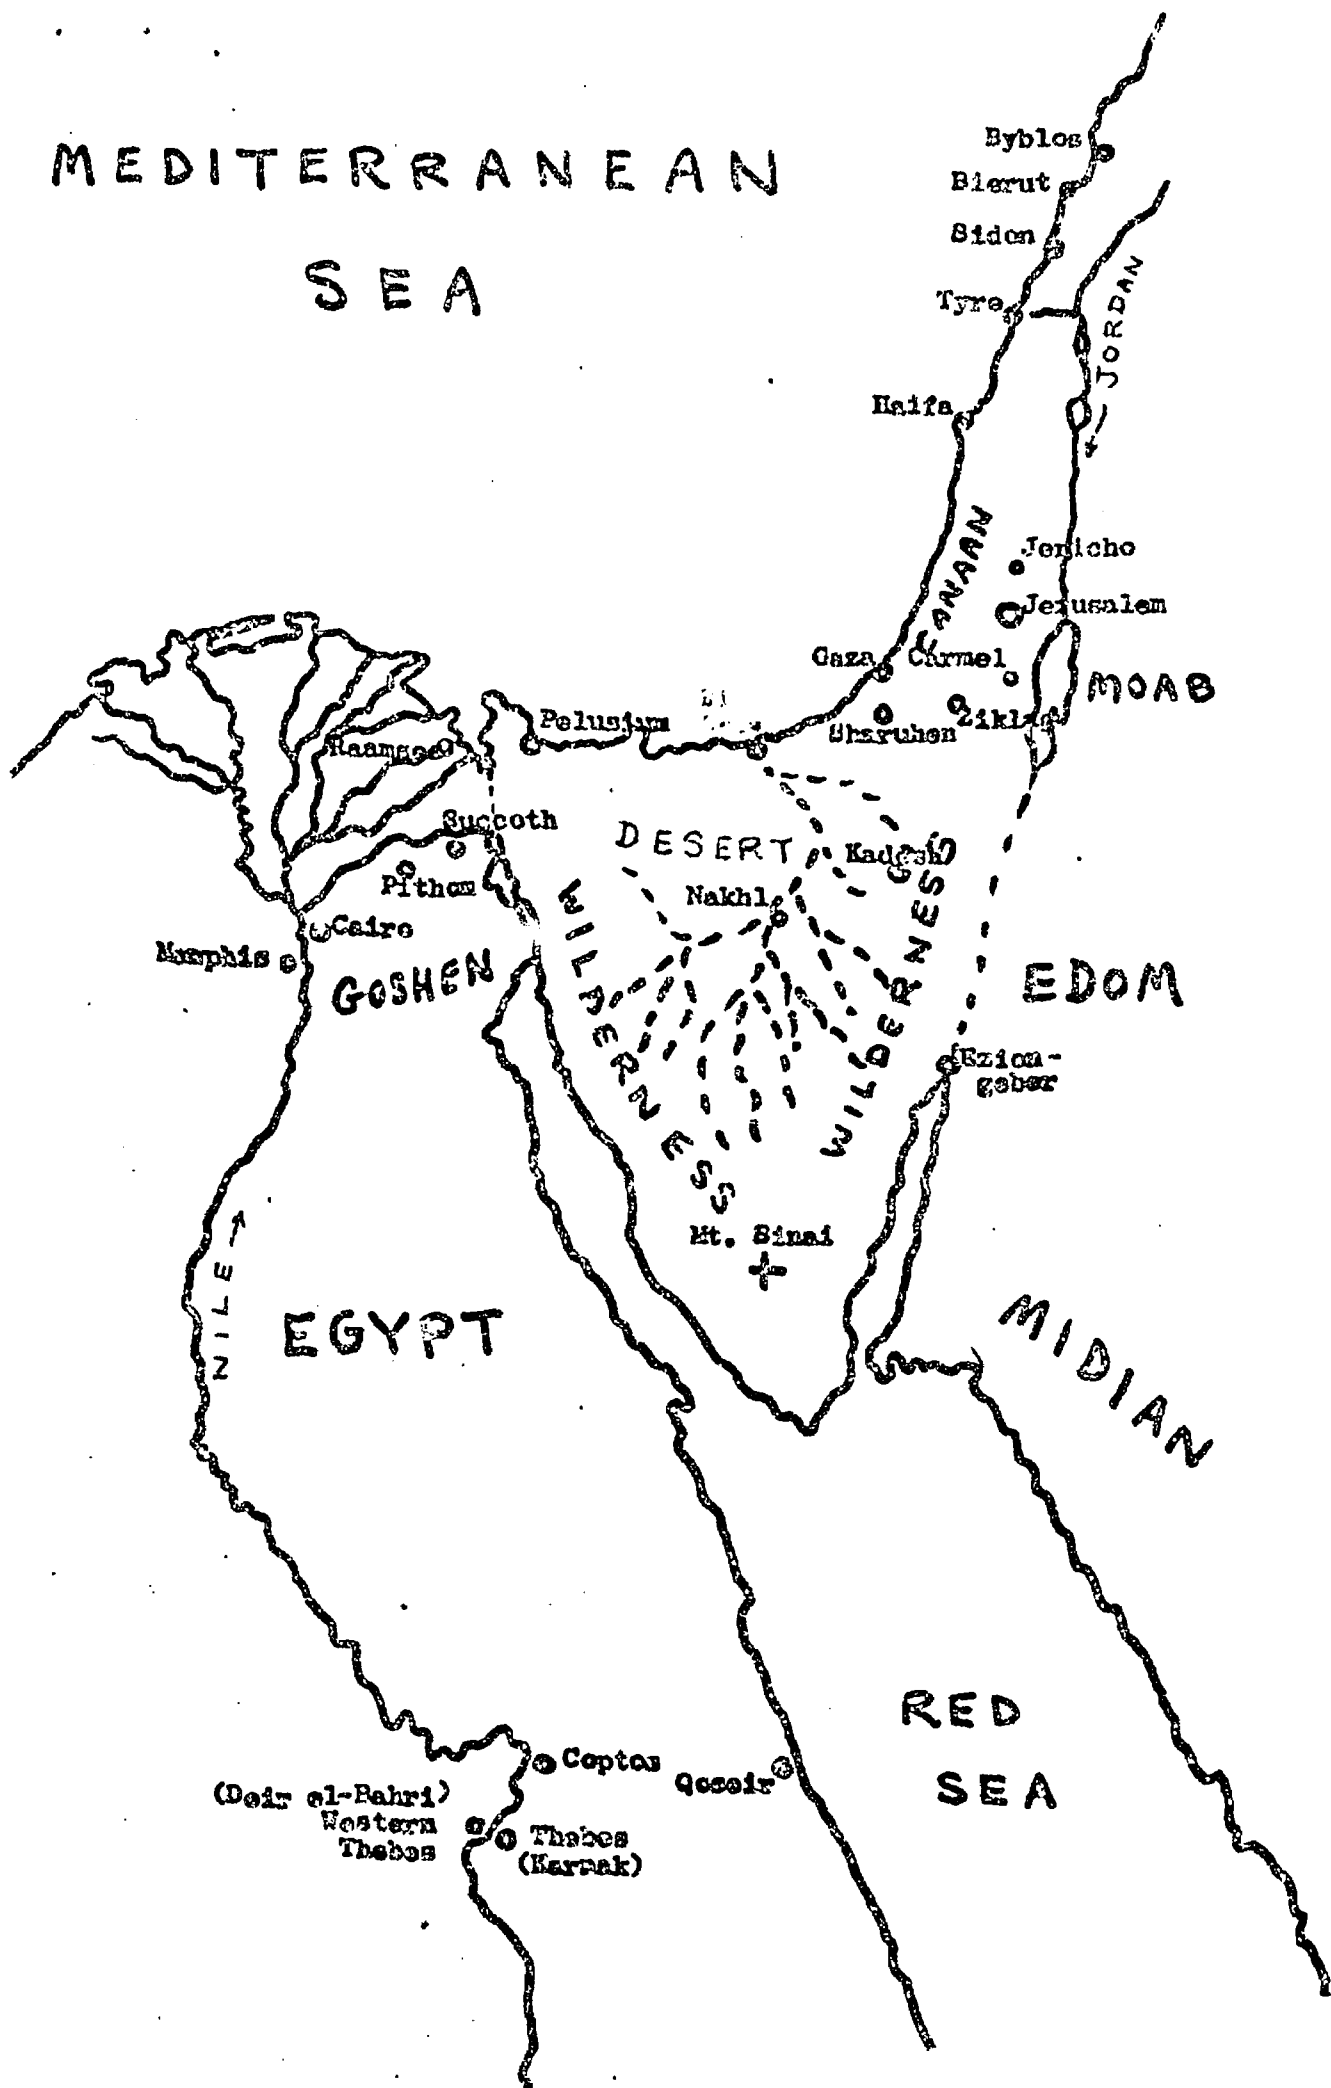 MEDITERRANEAN
SEA
Byblos
Bierut
Sidon
Tyre
JORDAN
Haifa
CANAAN
Jericho
Jerusalem
Gaza
Carmel
MOAB
Sharuhen
Ziklag
Pelusium
Raamses
Succoth
Pithom
Cairo
Memphis
GOSHEN
DESERT
Nakhl
Kadesh
WILDERNESS
WILDERNESS
EDOM
Ezion-
geber
Mt. Sinai
NILE
EGYPT
MIDIAN
RED
SEA
Coptos
Qoseir
(Deir el-Bahri)
Western
Thebes
Thebes
(Karnak)